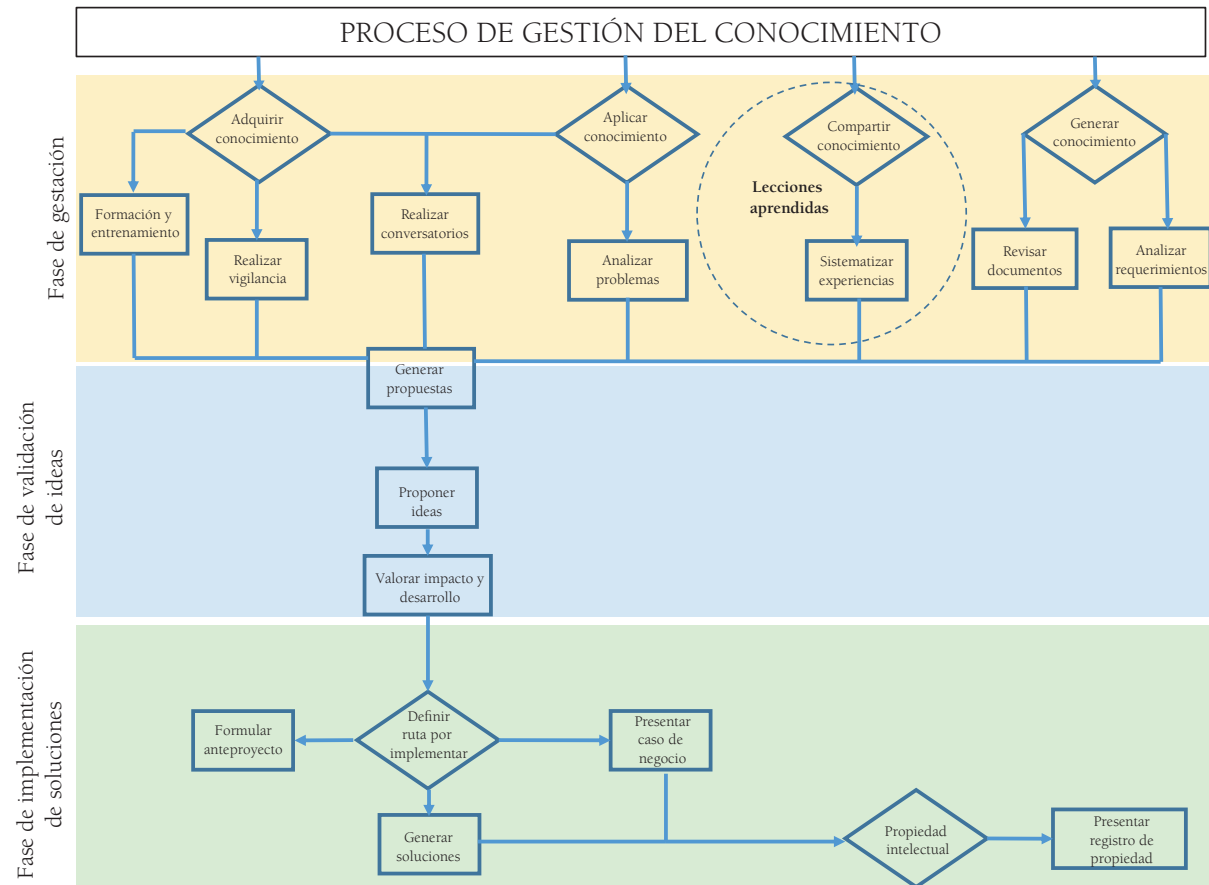 PROCESO DE GESTIÓN DEL CONOCIMIENTO
Fase de gestación
Adquirir
conocimiento
Aplicar
conocimiento
Compartir
conocimiento
Generar
conocimiento
Lecciones
aprendidas
Formación y
entrenamiento
Realizar
vigilancia
Realizar
conversatorios
Analizar
problemas
Sistematizar
experiencias
Revisar
documentos
Analizar
requerimientos
Generar
propuestas
Fase de validación
de ideas
Proponer
ideas
Valorar impacto y
desarrollo
Fase de implementación
de soluciones
Formular
anteproyecto
Definir
ruta por
implementar
Presentar
caso de
negocio
Generar
soluciones
Propiedad
intelectual
Presentar
registro de
propiedad